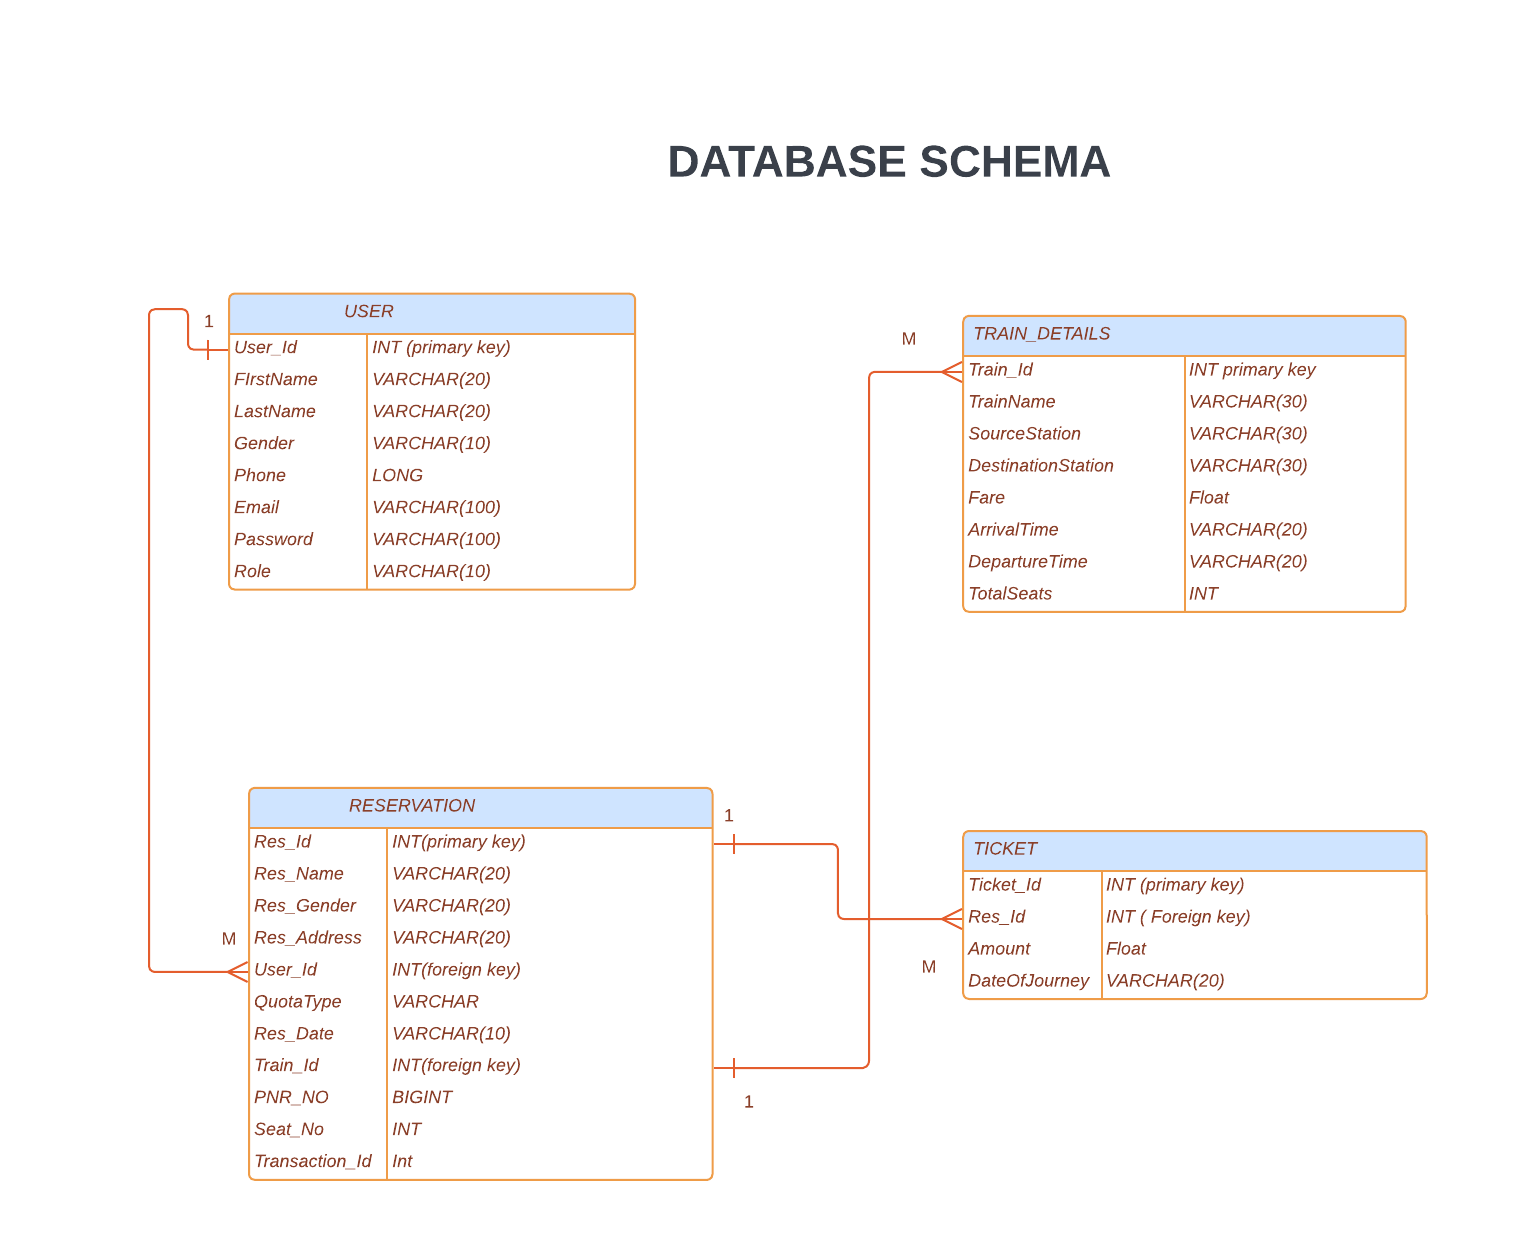 DATABASE SCHEMA
1
USER
User_Id INT (primary key)
FIrstName VARCHAR(20)
LastName VARCHAR(20)
Gender VARCHAR(10)
Phone LONG
Email VARCHAR(100)
Password VARCHAR(100)
Role VARCHAR(10)
M
TRAIN_DETAILS
Train_Id INT primary key
TrainName VARCHAR(30)
SourceStation VARCHAR(30)
DestinationStation VARCHAR(30)
Fare Float
ArrivalTime VARCHAR(20)
DepartureTime VARCHAR(20)
TotalSeats INT
RESERVATION
Res_Id INT(primary key)
Res_Name VARCHAR(20)
Res_Gender VARCHAR(20)
M
Res_Address VARCHAR(20)
User_Id INT(foreign key)
QuotaType VARCHAR
Res_Date VARCHAR(10)
Train_Id INT(foreign key)
PNR_NO BIGINT
Seat_No INT
Transaction_Id Int
1
1
TICKET
Ticket_Id INT (primary key)
Res_Id INT ( Foreign key)
Amount Float
M
DateOfJourney VARCHAR(20)